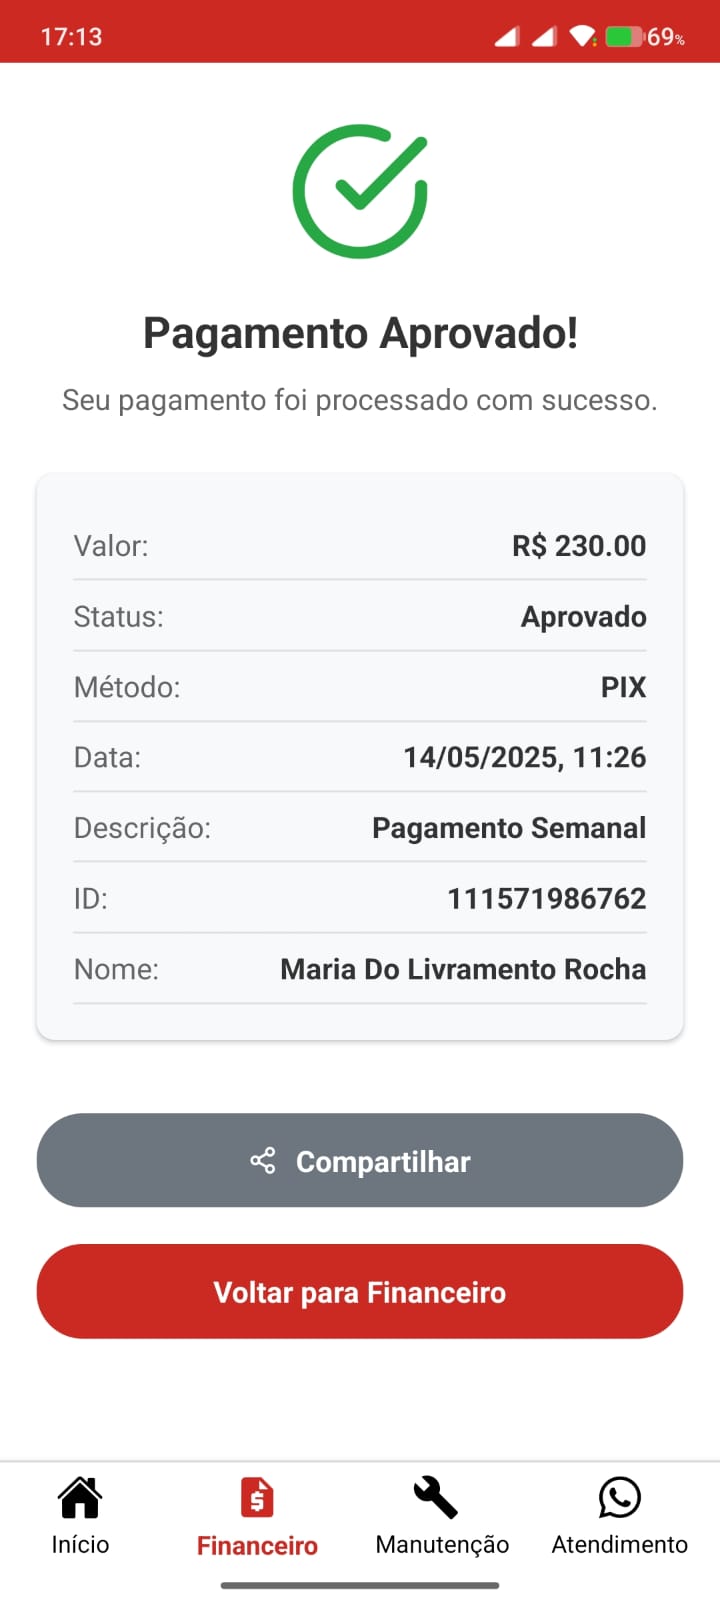 17:13
69%
Pagamento Aprovado!
Seu pagamento foi processado com sucesso.
Valor: R$ 230.00
Status: Aprovado
Método: PIX
Data: 14/05/2025, 11:26
Descrição: Pagamento Semanal
ID: 111571986762
Nome: Maria Do Livramento Rocha
Compartilhar
Voltar para Financeiro
Início Financeiro Manutenção Atendimento